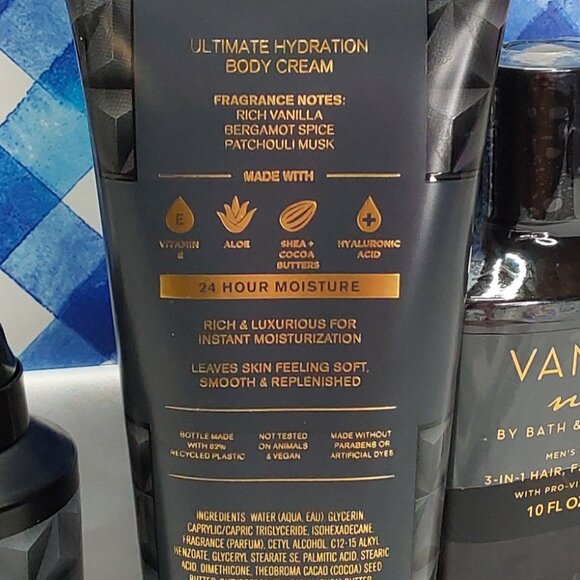 ULTIMATE HYDRATION
BODY CREAM
FRAGRANCE NOTES:
RICH VANILLA
BERGAMOT SPICE
PATCHOULI MUSK
MADE WITH
E
VITAMIN
E
ALOE
SHEA +
COCOA
BUTTERS
HYALURONIC
ACID
24 HOUR MOISTURE
RICH & LUXURIOUS FOR
INSTANT MOISTURIZATION
LEAVES SKIN FEELING SOFT,
SMOOTH & REPLENISHED
BOTTLE MADE
WITH 62%
RECYCLED PLASTIC
NOT TESTED
ON ANIMALS
& VEGAN
MADE WITHOUT
PARABENS OR
ARTIFICIAL DYES
INGREDIENTS: WATER (AQUA, EAU), GLYCERIN,
CAPRYLIC/CAPRIC TRIGLYCERIDE, ISOHEXADECANE,
FRAGRANCE (PARFUM), CETYL ALCOHOL, C12-15 ALKYL
BENZOATE, GLYCERYL STEARATE SE, PALMITIC ACID, STEARIC
ACID, DIMETHICONE, THEOBROMA CACAO (COCOA) SEED
VAN
BY BATH &
MEN'S
3-IN-1 HAIR, F
WITH PRO-VI
10 FL O